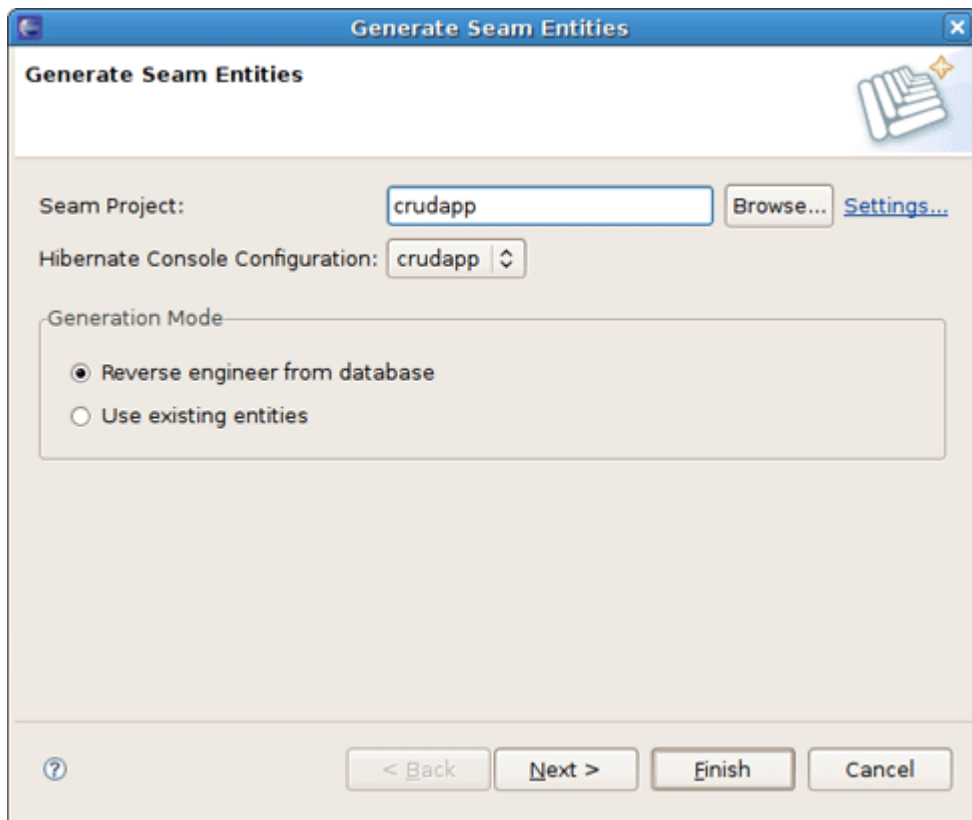 Generate Seam Entities
Generate Seam Entities
Seam Project: crudapp Browse... Settings...
Hibernate Console Configuration: crudapp
Generation Mode
Reverse engineer from database
Use existing entities
? < Back Next > Finish Cancel